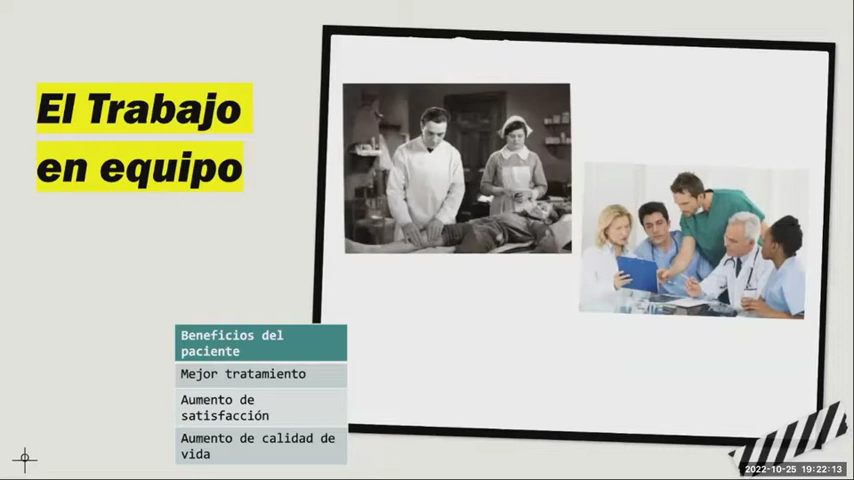 El Trabajo
en equipo
Beneficios del
paciente
Mejor tratamiento
Aumento de
satisfacción
Aumento de calidad de
vida
2022-10-25 19:22:13